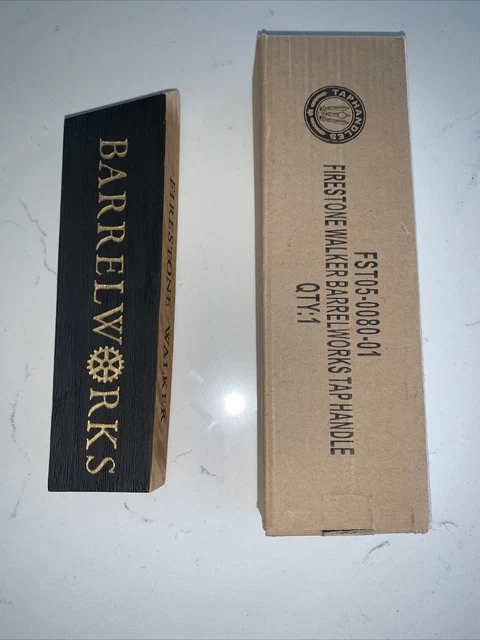 BARRELWORKS
FIRESTONE WALKER
TAPHANDLES
FST05-0080-01
FIRESTONE WALKER BARRELWORKS TAP HANDLE
QTY:1